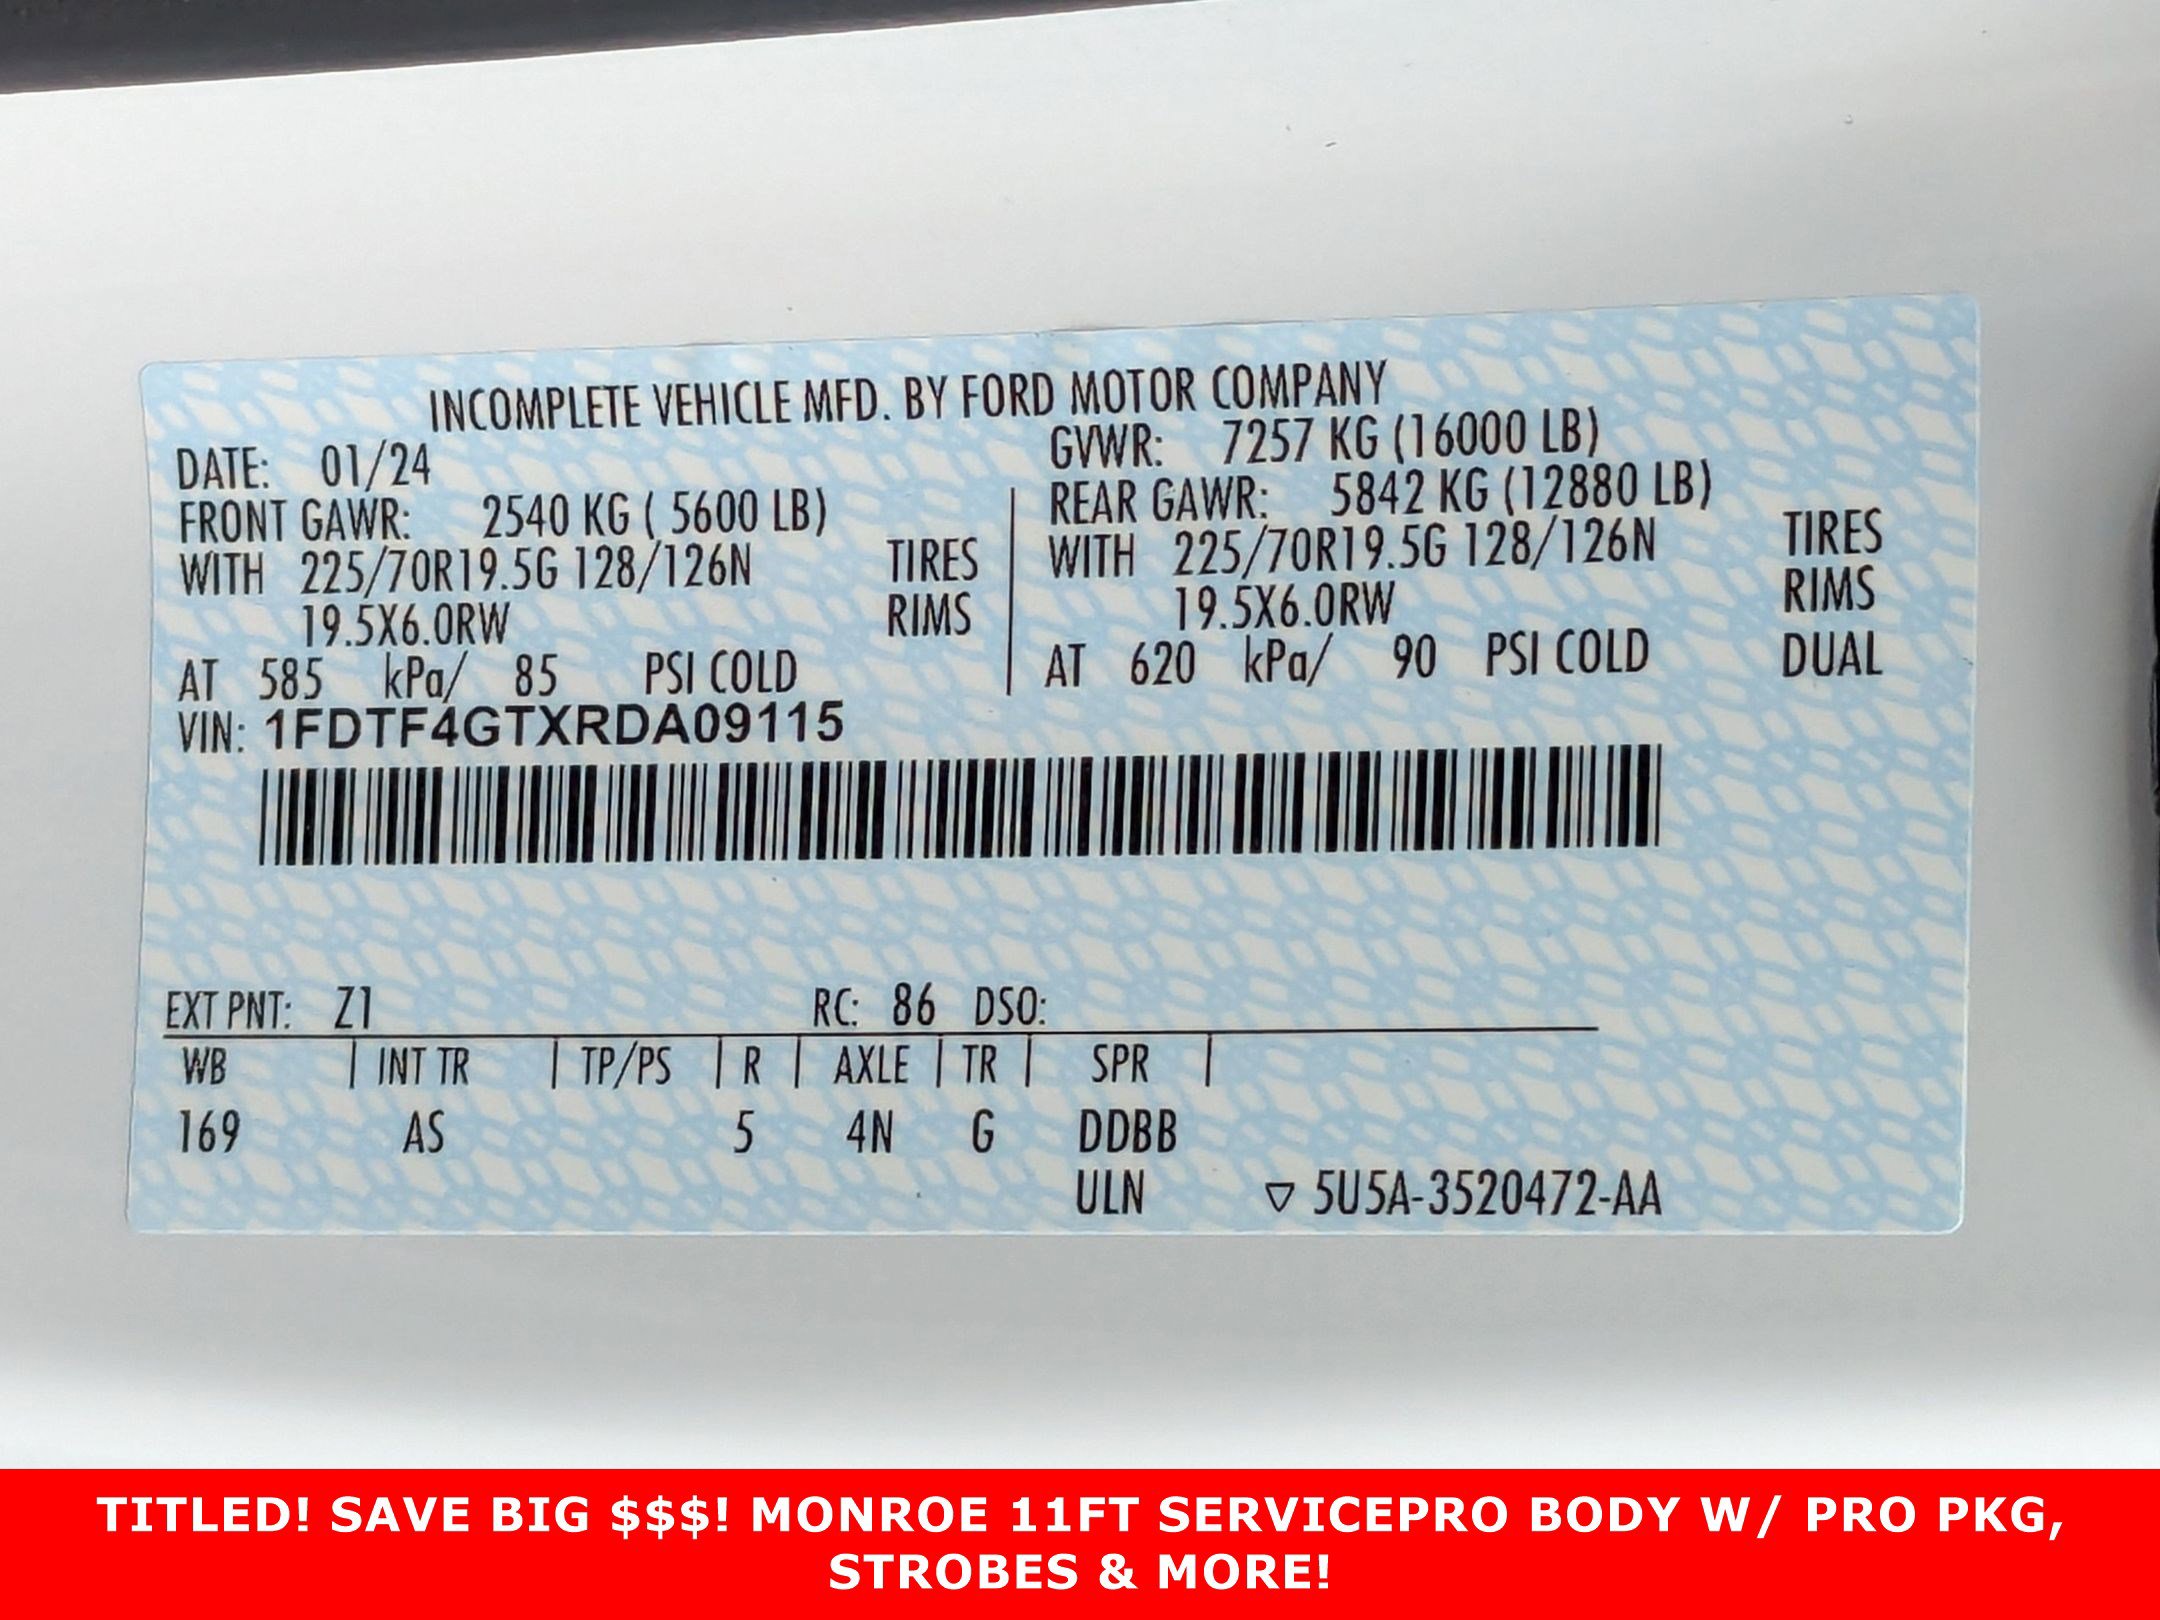 INCOMPLETE VEHICLE MFD. BY FORD MOTOR COMPANY
DATE: 01/24 GVWR: 7257 KG (16000 LB)
FRONT GAWR: 2540 KG ( 5600 LB) REAR GAWR: 5842 KG (12880 LB)
WITH 225/70R19.5G 128/126N TIRES WITH 225/70R19.5G 128/126N TIRES
19.5X6.0RW RIMS 19.5X6.0RW RIMS
AT 585 kPa/ 85 PSI COLD AT 620 kPa/ 90 PSI COLD DUAL
VIN: 1FDTF4GTXRDA09115
EXT PNT: Z1 RC: 86 DSO:
WB | INT TR | TP/PS | R | AXLE | TR | SPR |
169 AS 5 4N G DDBB
ULN ▽ 5U5A-3520472-AA
TITLED! SAVE BIG $$$! MONROE 11FT SERVICEPRO BODY W/ PRO PKG,
STROBES & MORE!